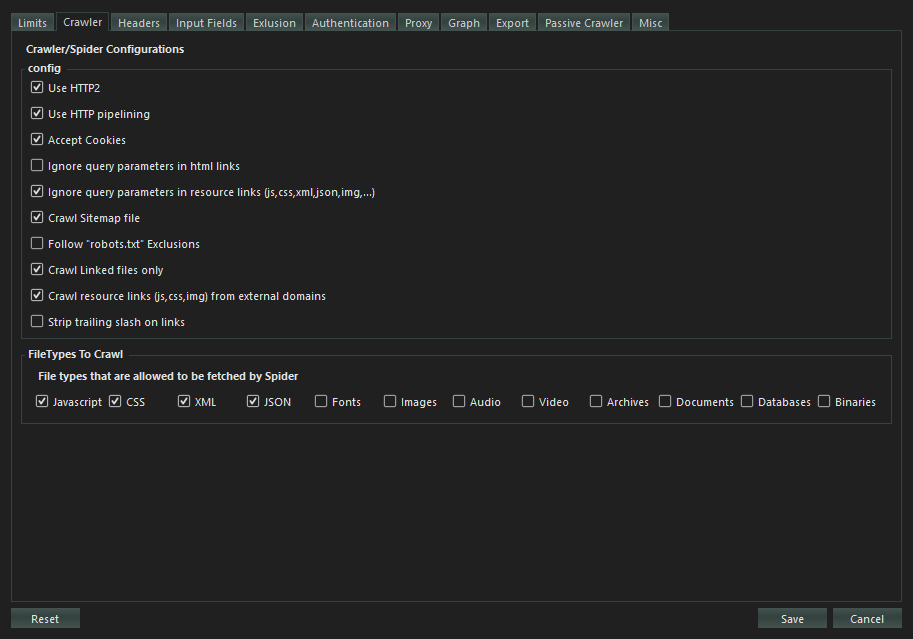 Limits Crawler Headers Input Fields Exlusion Authentication Proxy Graph Export Passive Crawler Misc
Crawler/Spider Configurations
config
Use HTTP2
Use HTTP pipelining
Accept Cookies
Ignore query parameters in html links
Ignore query parameters in resource links (js,css,xml,json,img,...)
Crawl Sitemap file
Follow "robots.txt" Exclusions
Crawl Linked files only
Crawl resource links (js,css,img) from external domains
Strip trailing slash on links
FileTypes To Crawl
File types that are allowed to be fetched by Spider
Javascript CSS XML JSON Fonts Images Audio Video Archives Documents Databases Binaries
Reset Save Cancel